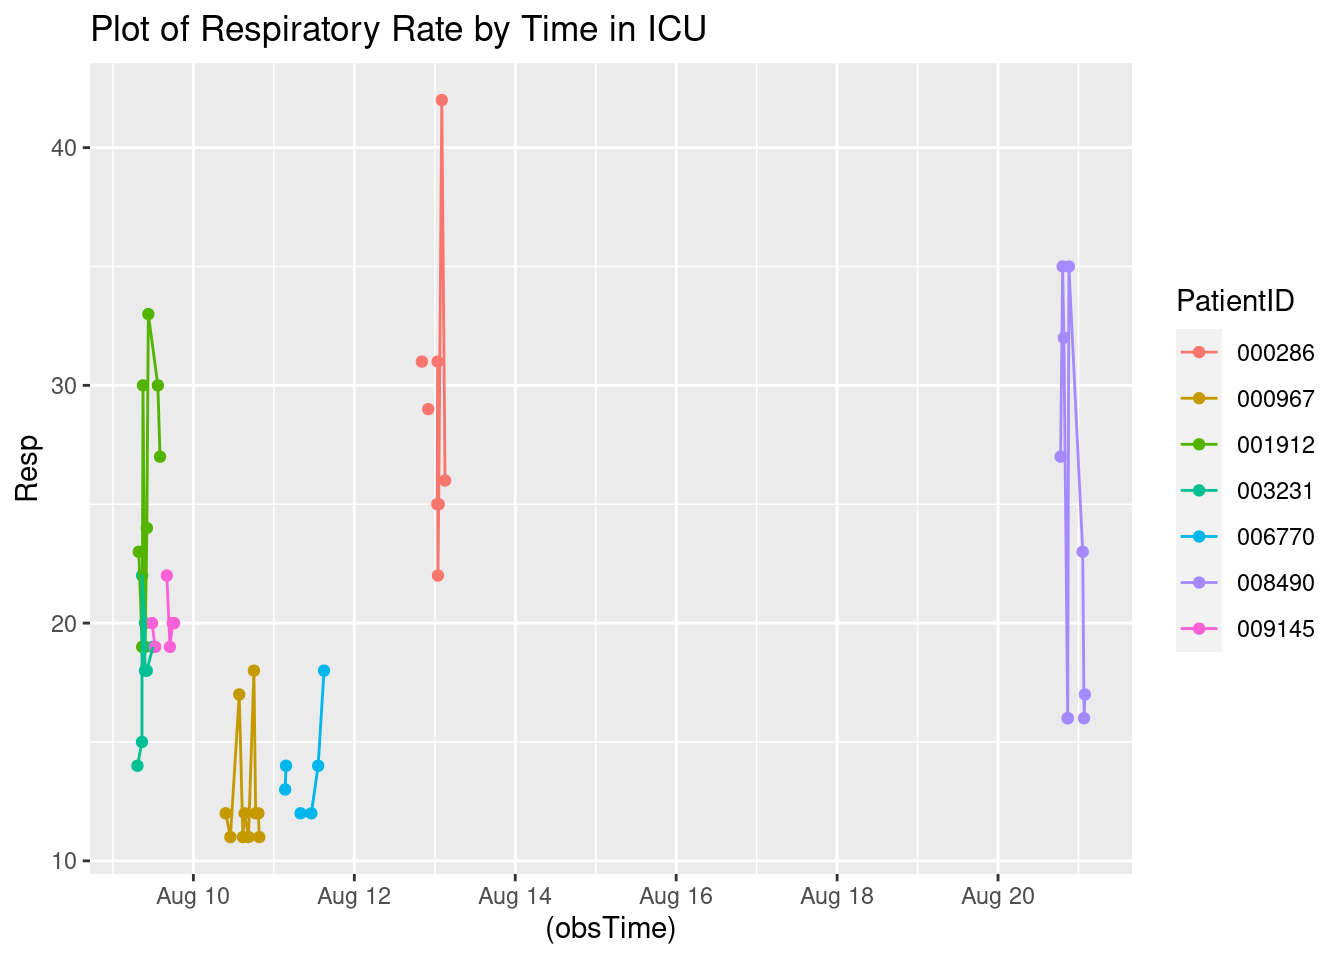 Plot of Respiratory Rate by Time in ICU
40
30
20
10
Resp
Aug 10
Aug 12
Aug 14
Aug 16
Aug 18
Aug 20
(obsTime)
PatientID
000286
000967
001912
003231
006770
008490
009145